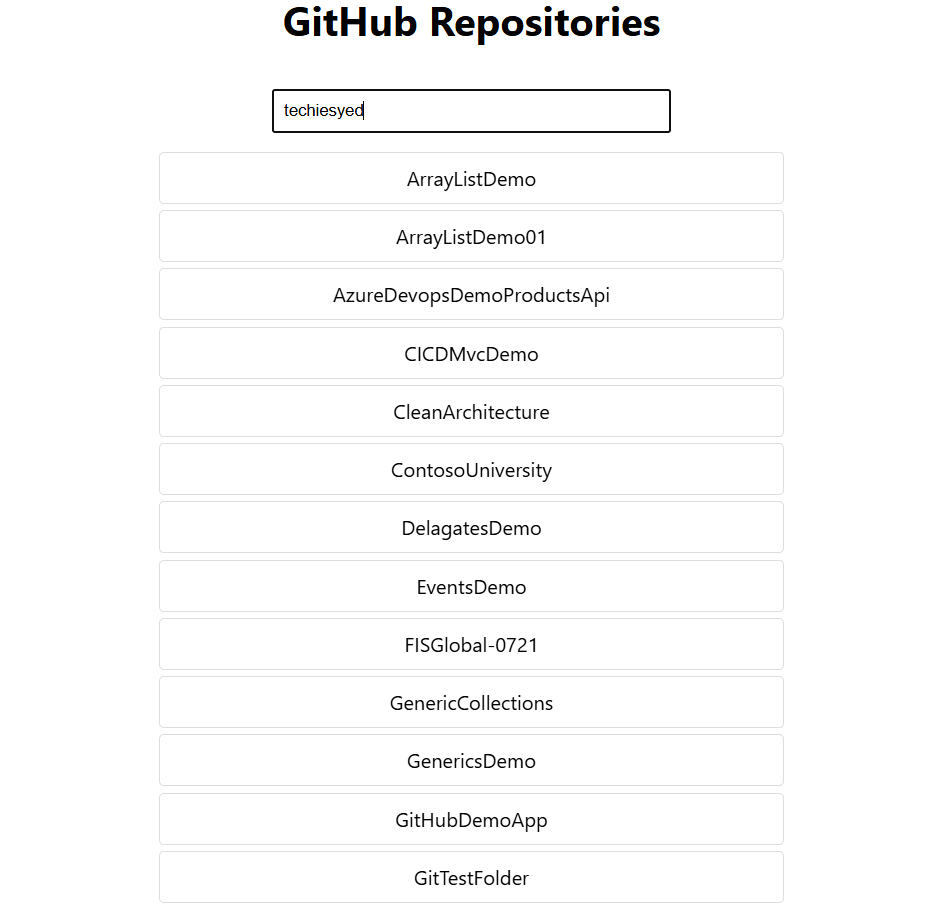 GitHub Repositories
techiesyed
ArrayListDemo
ArrayListDemo01
AzureDevopsDemoProductsApi
CICDMvcDemo
CleanArchitecture
ContosoUniversity
DelagatesDemo
EventsDemo
FISGlobal-0721
GenericCollections
GenericsDemo
GitHubDemoApp
GitTestFolder